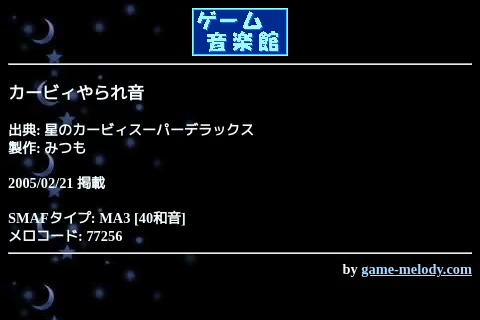 ゲーム
音楽館
カービィやられ音
出典: 星のカービィスーパーデラックス
製作: みつも
2005/02/21 掲載
SMAFタイプ: MA3 [40和音]
メロコード: 77256
by game-melody.com